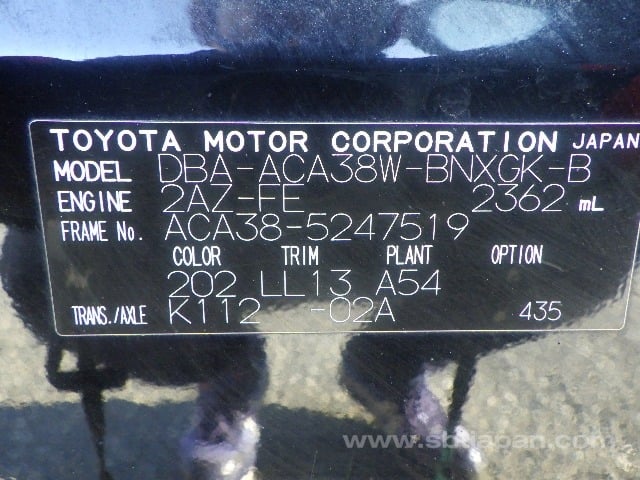 TOYOTA MOTOR CORPORATION JAPAN
MODEL DBA-ACA38W-BNXGK-B
ENGINE 2AZ-FE 2362 mL
FRAME No. ACA38-5247519
COLOR TRIM PLANT OPTION
202 LL13 A54
TRANS./AXLE K112 -02A 435
www.sbtjapan.com